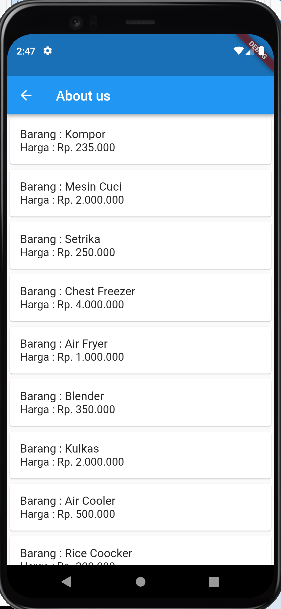 2:47
DEBUG
About us
Barang : Kompor
Harga : Rp. 235.000
Barang : Mesin Cuci
Harga : Rp. 2.000.000
Barang : Setrika
Harga : Rp. 250.000
Barang : Chest Freezer
Harga : Rp. 4.000.000
Barang : Air Fryer
Harga : Rp. 1.000.000
Barang : Blender
Harga : Rp. 350.000
Barang : Kulkas
Harga : Rp. 2.000.000
Barang : Air Cooler
Harga : Rp. 500.000
Barang : Rice Coocker
Harga : Rp.